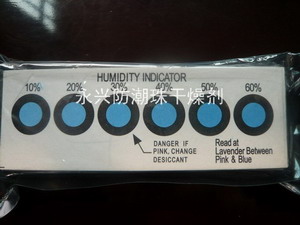 HUMIDITY INDICATOR
永兴防潮珠干燥剂
10% 20% 30% 40% 50% 60%
DANGER IF
PINK, CHANGE
DESICCANT
Read at
Lavender Between
Pink & Blue